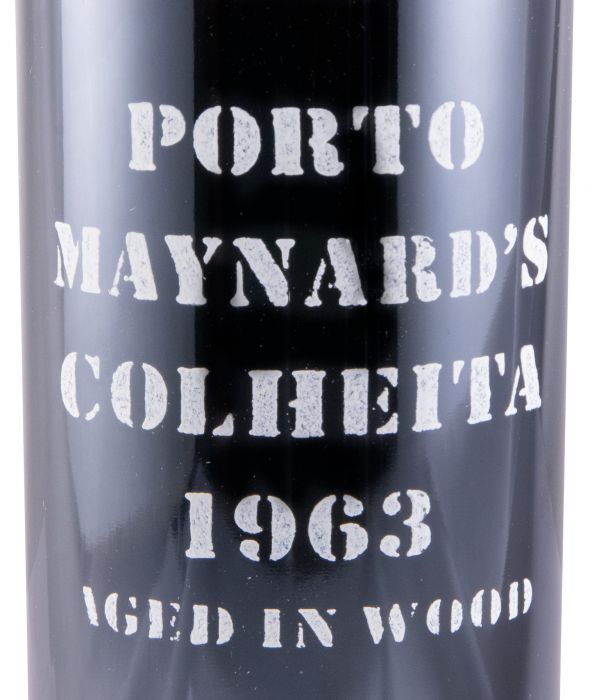 PORTO
MAYNARD'S
COLHEITA
1963
AGED IN WOOD